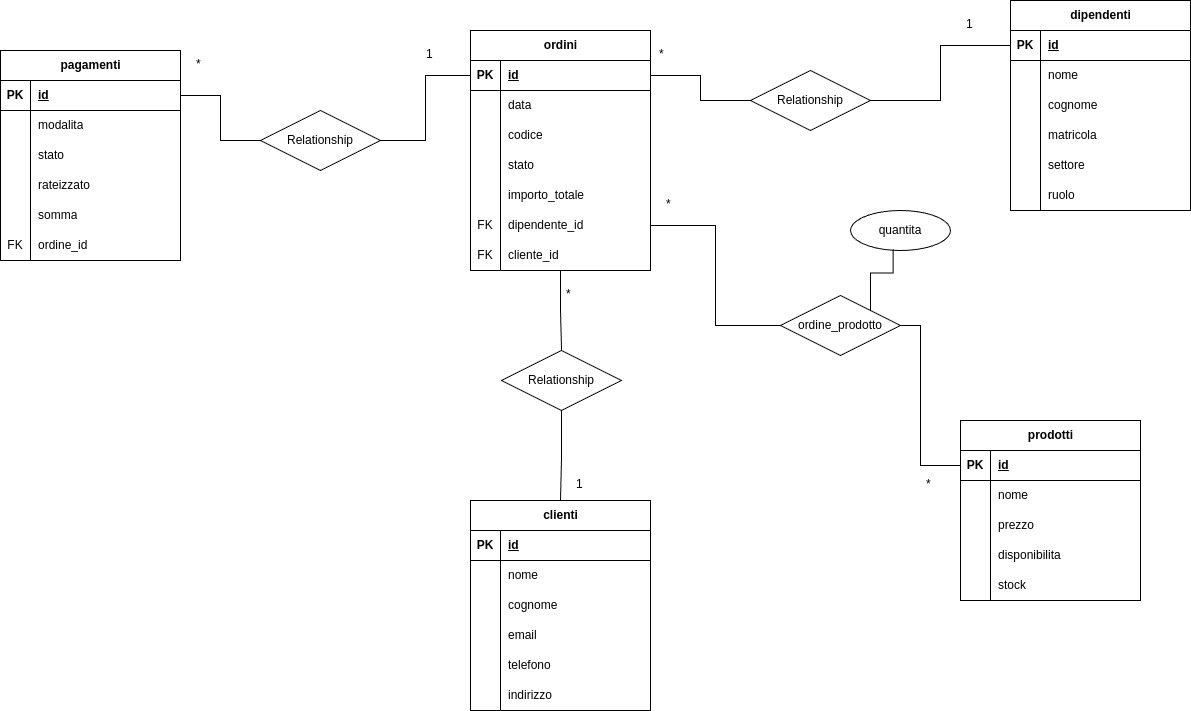 pagamenti
PK id
modalita
stato
rateizzato
somma
FK ordine_id
*
Relationship
1
ordini
PK id
data
codice
stato
importo_totale
FK dipendente_id
FK cliente_id
*
Relationship
1
dipendenti
PK id
nome
cognome
matricola
settore
ruolo
*
quantita
ordine_prodotto
*
prodotti
PK id
nome
prezzo
disponibilita
stock
*
Relationship
1
clienti
PK id
nome
cognome
email
telefono
indirizzo